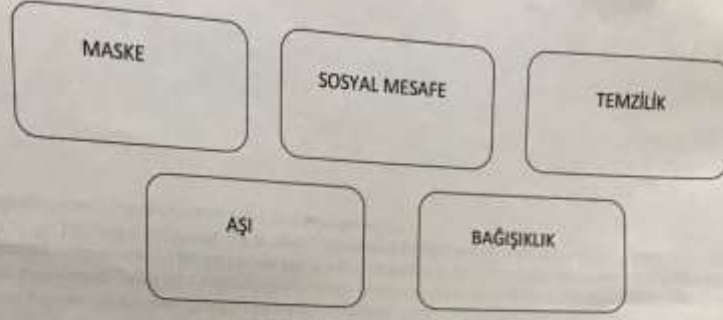 MASKE
SOSYAL MESAFE
TEMZİLİK
AŞI
BAĞIŞIKLIK